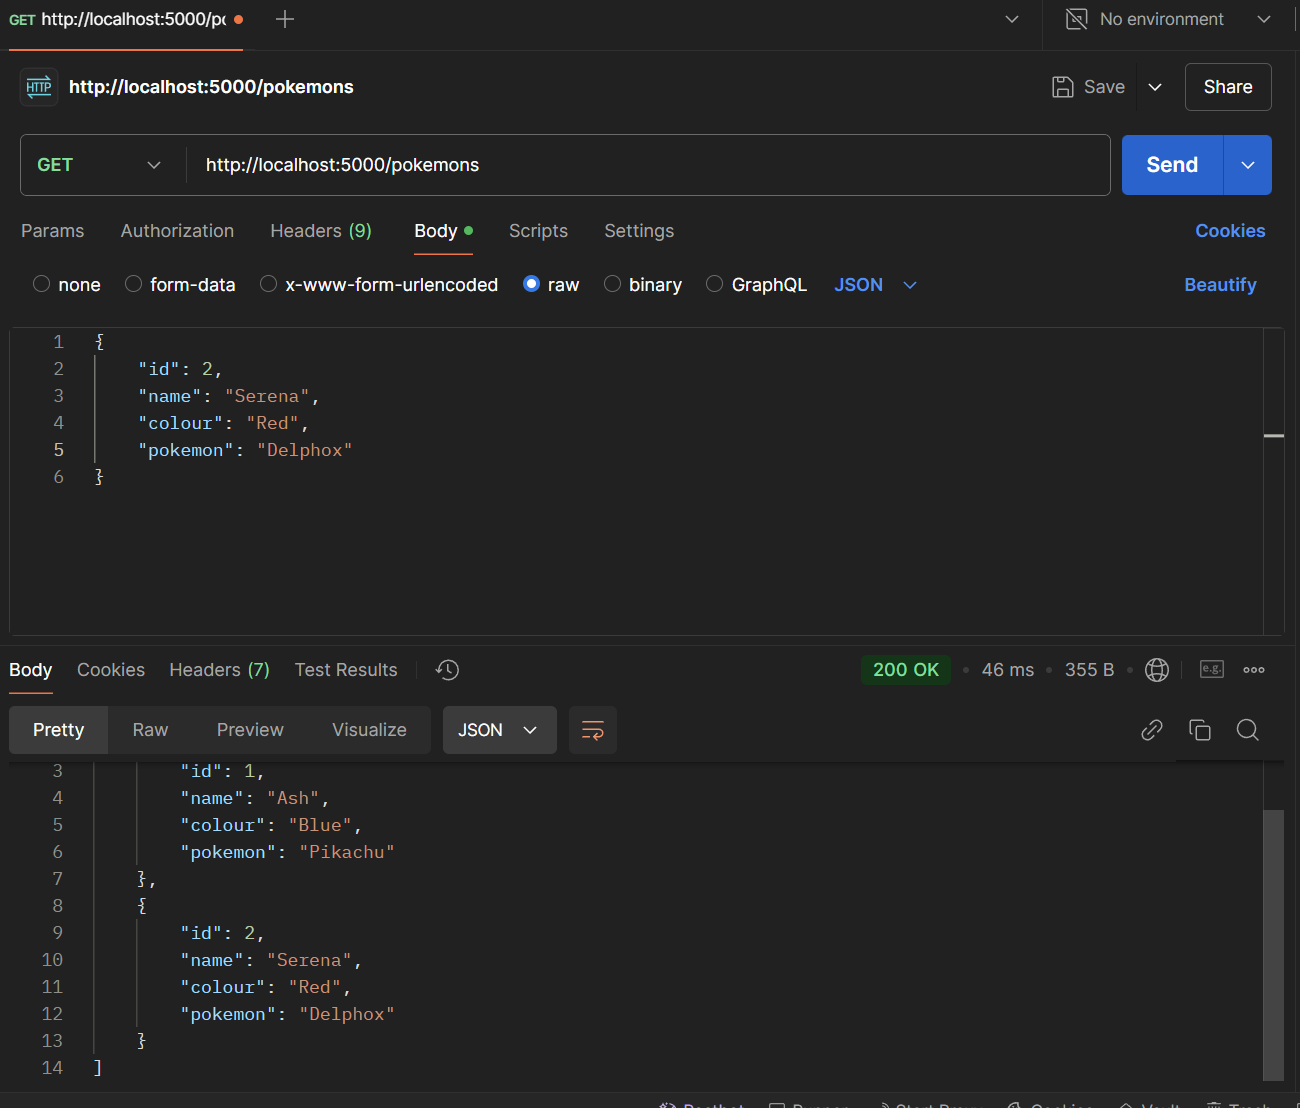 GET http://localhost:5000/po
No environment
HTTP http://localhost:5000/pokemons
Save
Share
GET http://localhost:5000/pokemons
Send
Params Authorization Headers (9) Body Scripts Settings Cookies
none form-data x-www-form-urlencoded raw binary GraphQL JSON Beautify
1 {
2 "id": 2,
3 "name": "Serena",
4 "colour": "Red",
5 "pokemon": "Delphox"
6 }
Body Cookies Headers (7) Test Results 200 OK 46 ms 355 B e.g.
Pretty Raw Preview Visualize JSON
3 "id": 1,
4 "name": "Ash",
5 "colour": "Blue",
6 "pokemon": "Pikachu"
7 },
8 {
9 "id": 2,
10 "name": "Serena",
11 "colour": "Red",
12 "pokemon": "Delphox"
13 }
14 ]